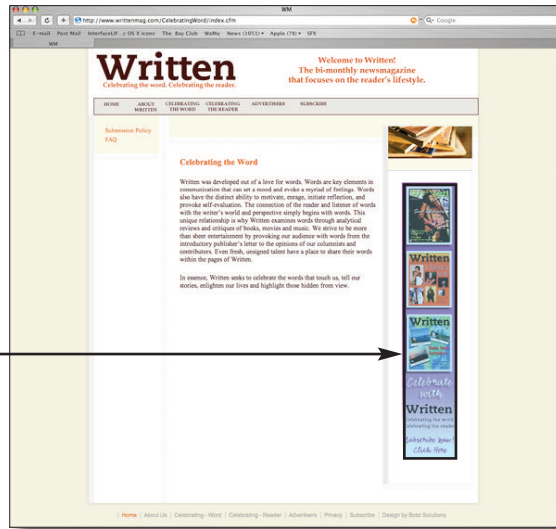 WM
http://www.writtenmag.com/CelebratingWord/index.cfm
Google
E-mail Post Mail InterfaceLIF OS X icons The Bay Club WaMu News (1051) Apple (78) SFX
WM
Written
Celebrating the word. Celebrating the reader.
Welcome to Written!
The bi-monthly newsmagazine
that focuses on the reader's lifestyle.
HOME
ABOUT
WRITTEN
CELEBRATING
THE WORD
CELEBRATING
THE READER
ADVERTISERS
SUBSCRIBE
Submission Policy
FAQ
Celebrating the Word
Written was developed out of a love for words. Words are key elements in
communication that can set a mood and evoke a myriad of feelings. Words
also have the distinct ability to motivate, enrage, initiate reflection, and
provoke self-evaluation. The connection of the reader and listener of words
with the writer's world and perspective simply begins with words. This
unique relationship is why Written examines words through analytical
reviews and critiques of books, movies and music. We strive to be more
than sheer entertainment by provoking our audience with words from the
introductory publisher's letter to the opinions of our columnists and
contributors. Even fresh, unsigned talent have a place to share their words
within the pages of Written.
In essence, Written seeks to celebrate the words that touch us, tell our
stories, enlighten our lives and highlight those hidden from view.
Written
Written
Celebrate
with
Written
Celebrating the word
Celebrating the reader
Subscribe Now!
Click Here
| Home | About Us | Celebrating - Word | Celebrating - Reader | Advertisers | Privacy | Subscribe | Design by Bold Solutions